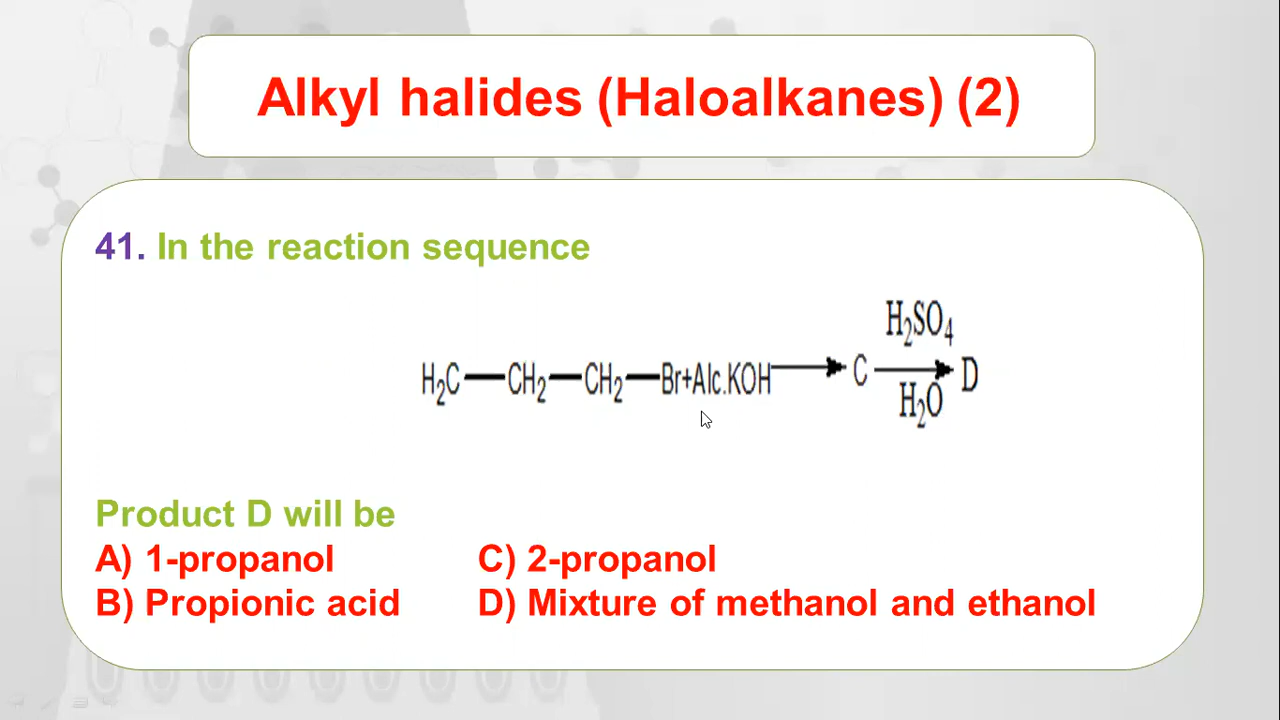 Alkyl halides (Haloalkanes) (2)
41. In the reaction sequence
H₂SO₄
H₂C—CH₂—CH₂—Br+Alc.KOH → C → D
H₂O
Product D will be
A) 1-propanol C) 2-propanol
B) Propionic acid D) Mixture of methanol and ethanol